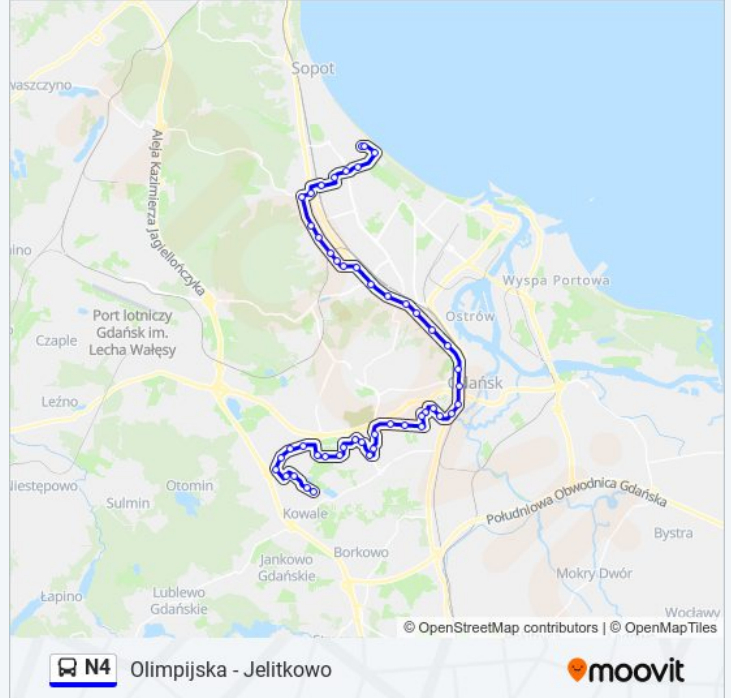 Sopot
waszczyno
Aleja Kazimierza Jagiellończyka
ino
Wyspa Portowa
Port lotniczy
Gdańsk im.
Lecha Wałęsy
Ostrów
Czaple
Gdańsk
Leźno
Niestępowo
Otomin
Sulmin
Południowa Obwodnica Gdańska
Kowale
Bystra
Borkowo
Jankowo
Gdańskie
Mokry Dwór
Łapino
Lublewo
Gdańskie
Wocławy
© OpenStreetMap contributors | © OpenMapTiles
N4 Olimpijska - Jelitkowo
moovit